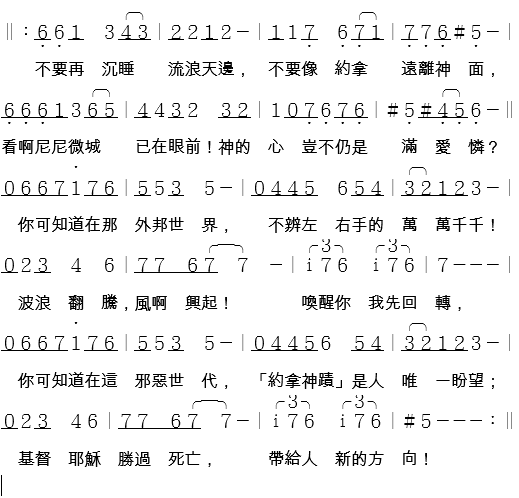 ‖：661 343｜2212－｜117 671｜776#5－｜
不要再 沉睡 流浪天邊，不要像 約拿 遠離神 面，
6661365｜4432 32｜107676｜#5#456－｜
看啊尼尼微城 已在眼前！神的 心 豈不仍是 滿 愛 憐？
0667176｜553 5－｜0445 654｜32123－｜
你可知道在那 外邦世 界， 不辨左 右手的 萬 萬千千！
023 4 6｜77 67 7 －｜i76 i76｜7－－－｜
波浪 翻 騰，風啊 興起！ 喚醒你 我先回 轉，
0667176｜553 5－｜04456 54｜32123－｜
你可知道在這 邪惡世 代，「約拿神蹟」是人 唯 一盼望；
023 46｜77 67 7－｜i76 i76｜#5－－－：‖
基督 耶穌 勝過 死亡， 帶給人 新的方 向！